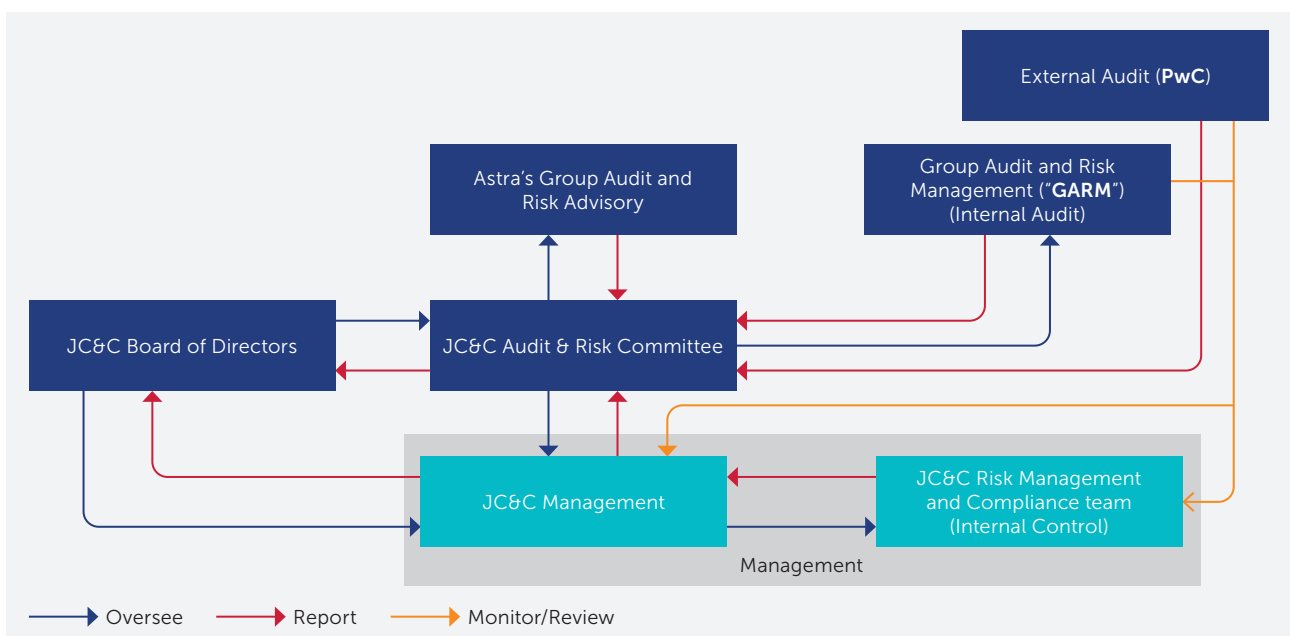 External Audit (PwC)
Astra’s Group Audit and
Risk Advisory
Group Audit and Risk
Management (“GARM”)
(Internal Audit)
JC&C Board of Directors
JC&C Audit & Risk Committee
JC&C Management
JC&C Risk Management
and Compliance team
(Internal Control)
Management
Oversee
Report
Monitor/Review